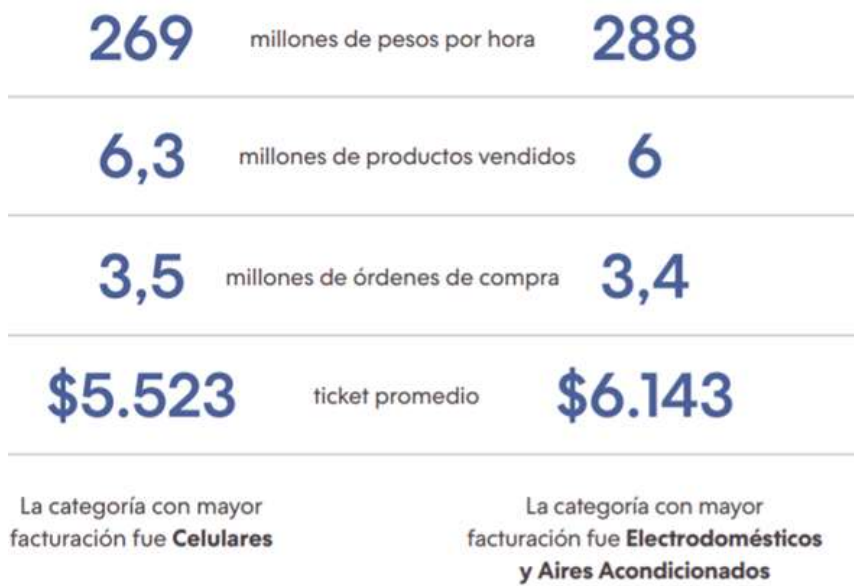 269 millones de pesos por hora 288
6,3 millones de productos vendidos 6
3,5 millones de órdenes de compra 3,4
$5.523 ticket promedio $6.143
La categoría con mayor
facturación fue Celulares
La categoría con mayor
facturación fue Electrodomésticos
y Aires Acondicionados